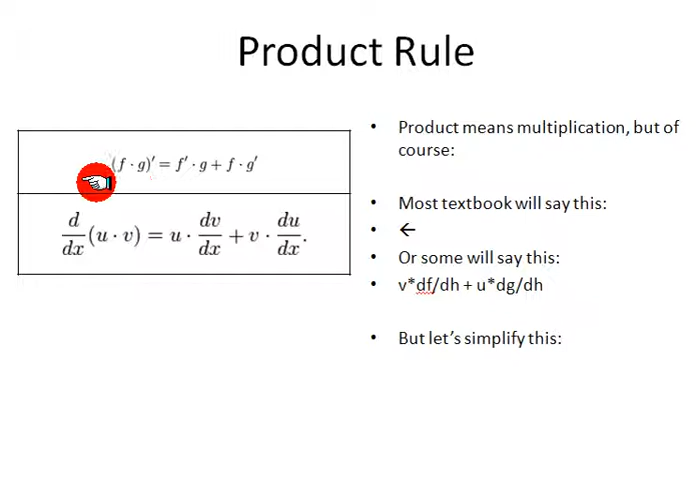 Product Rule
(f · g)′ = f′ · g + f · g′
d/dx (u · v) = u · dv/dx + v · du/dx.
• Product means multiplication, but of
course:
• Most textbook will say this:
• ←
• Or some will say this:
• v*df/dh + u*dg/dh
• But let’s simplify this: